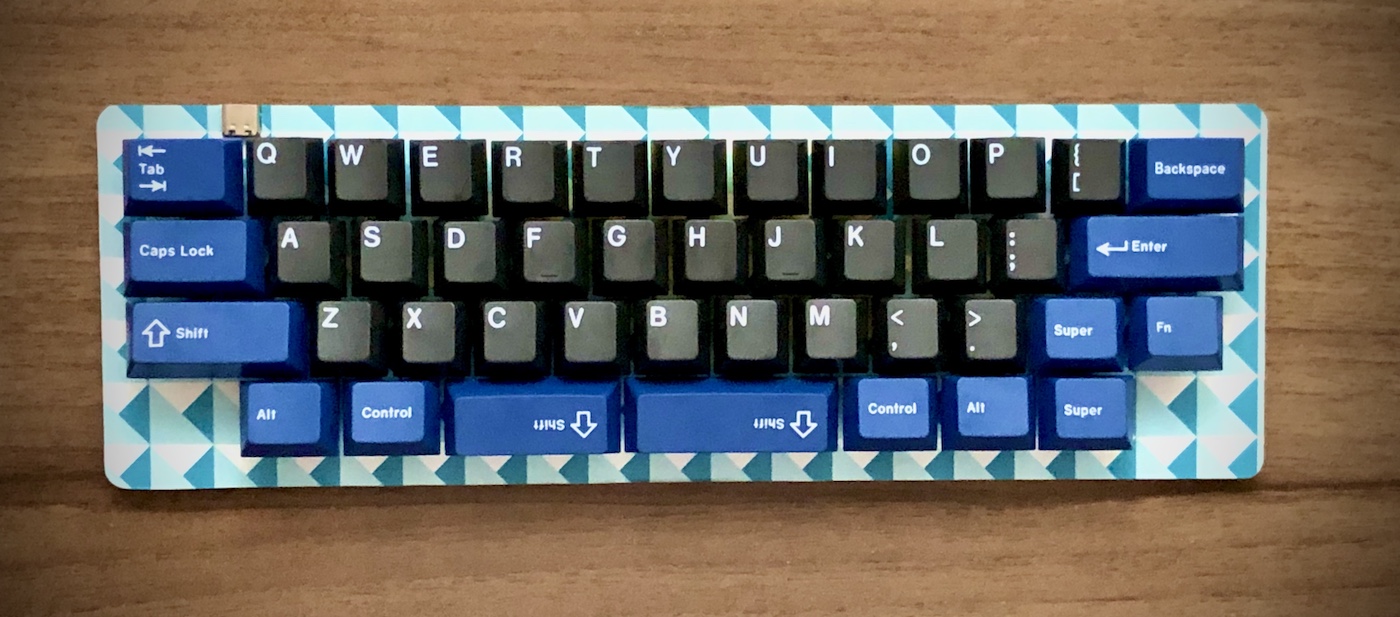 Tab Q W E R T Y U I O P { [ Backspace
Caps Lock A S D F G H J K L : ; Enter
Shift Z X C V B N M < , > . Super Fn
Alt Control Shift Shift Control Alt Super